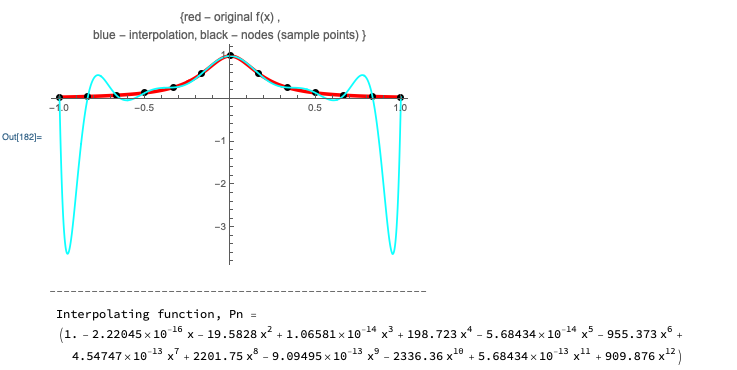 {red – original f(x) ,
blue – interpolation, black – nodes (sample points) }
1
−1.0 −0.5 0 0.5 1.0
Out[182]=
−1
−2
−3
Interpolating function, Pn =
(1. − 2.22045×10^-16 x − 19.5828 x^2 + 1.06581×10^-14 x^3 + 198.723 x^4 − 5.68434×10^-14 x^5 − 955.373 x^6 +
4.54747×10^-13 x^7 + 2201.75 x^8 − 9.09495×10^-13 x^9 − 2336.36 x^10 + 5.68434×10^-13 x^11 + 909.876 x^12)